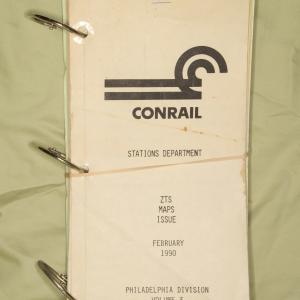 CONRAIL
STATIONS DEPARTMENT
ZTS
MAPS
ISSUE
FEBRUARY
1990
PHILADELPHIA DIVISION
VOLUME